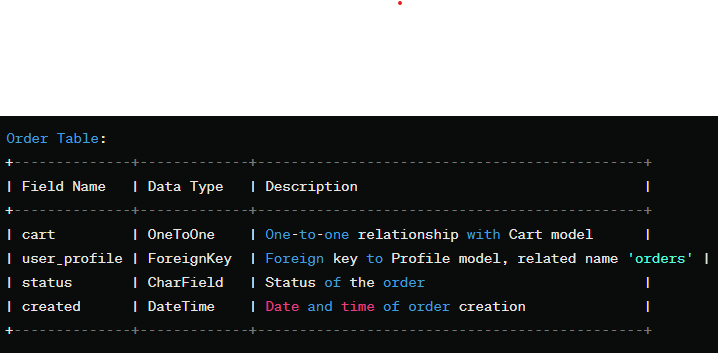 Order Table:
+--------------+-------------+----------------------------------------------+
| Field Name   | Data Type   | Description                                  |
+--------------+-------------+----------------------------------------------+
| cart         | OneToOne    | One-to-one relationship with Cart model      |
| user_profile | ForeignKey  | Foreign key to Profile model, related name 'orders' |
| status       | CharField   | Status of the order                          |
| created      | DateTime    | Date and time of order creation              |
+--------------+-------------+----------------------------------------------+